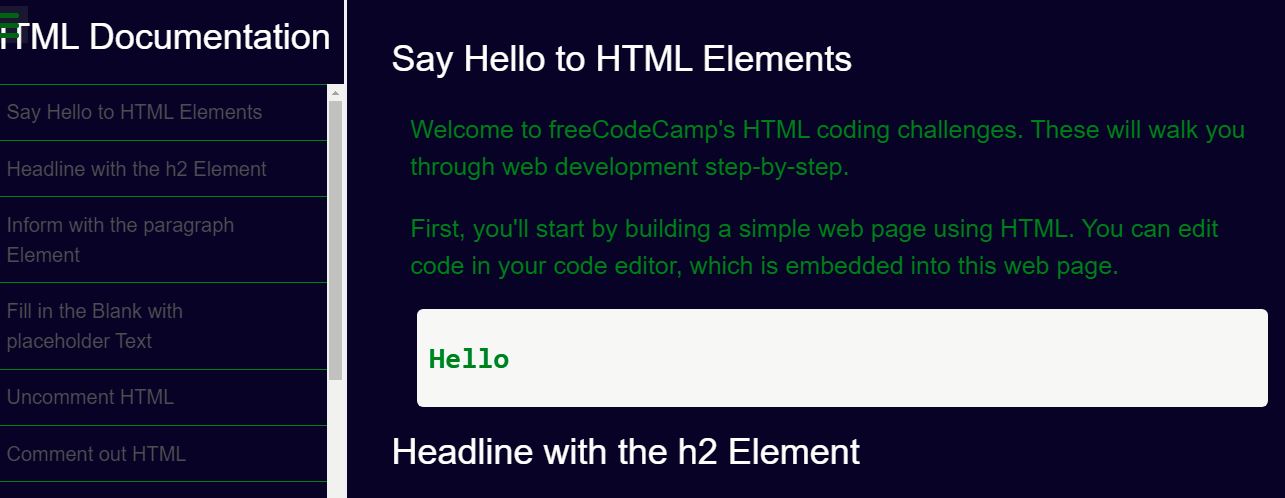 HTML Documentation
Say Hello to HTML Elements
Headline with the h2 Element
Inform with the paragraph
Element
Fill in the Blank with
placeholder Text
Uncomment HTML
Comment out HTML
Say Hello to HTML Elements
Welcome to freeCodeCamp's HTML coding challenges. These will walk you
through web development step-by-step.
First, you'll start by building a simple web page using HTML. You can edit
code in your code editor, which is embedded into this web page.
Hello
Headline with the h2 Element